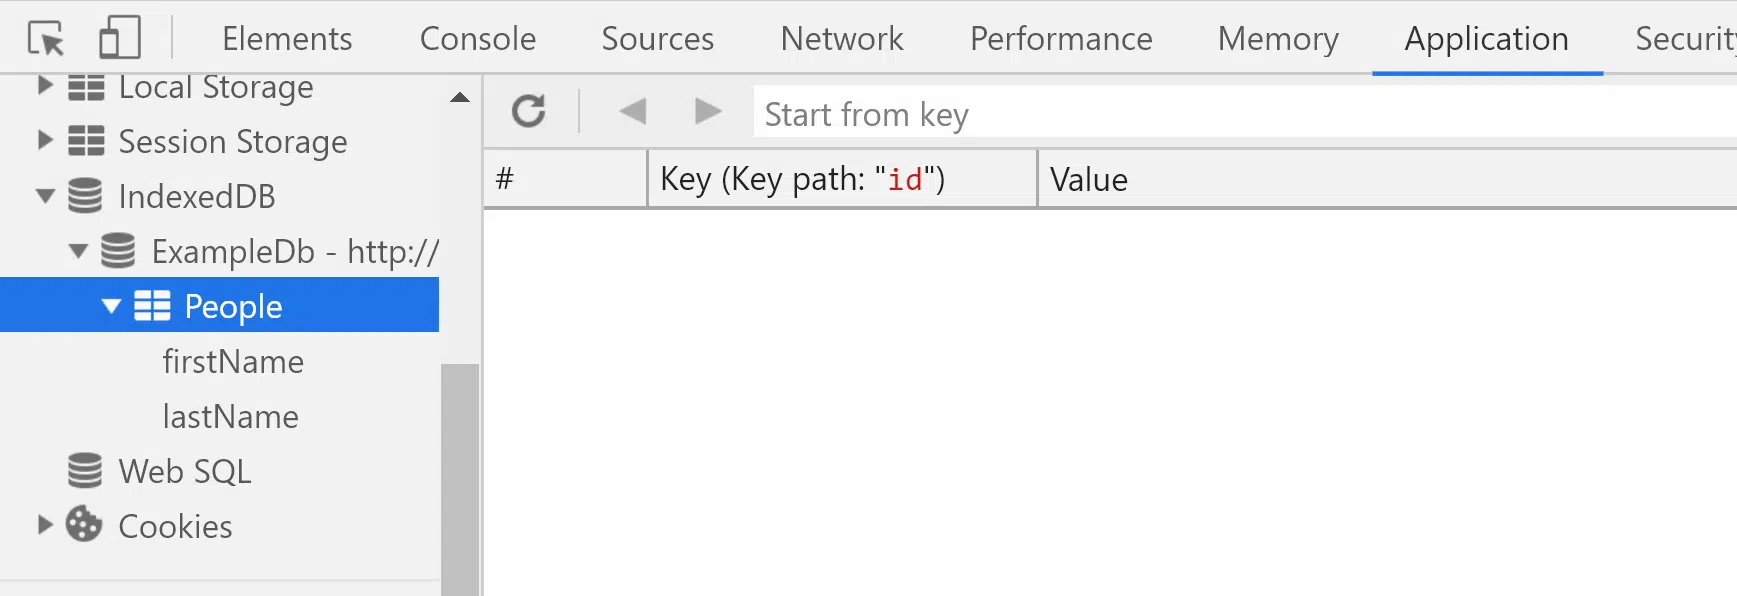 Elements Console Sources Network Performance Memory Application Security
Local Storage
Session Storage
IndexedDB
ExampleDb - http://
People
firstName
lastName
Web SQL
Cookies
Start from key
# Key (Key path: "id") Value